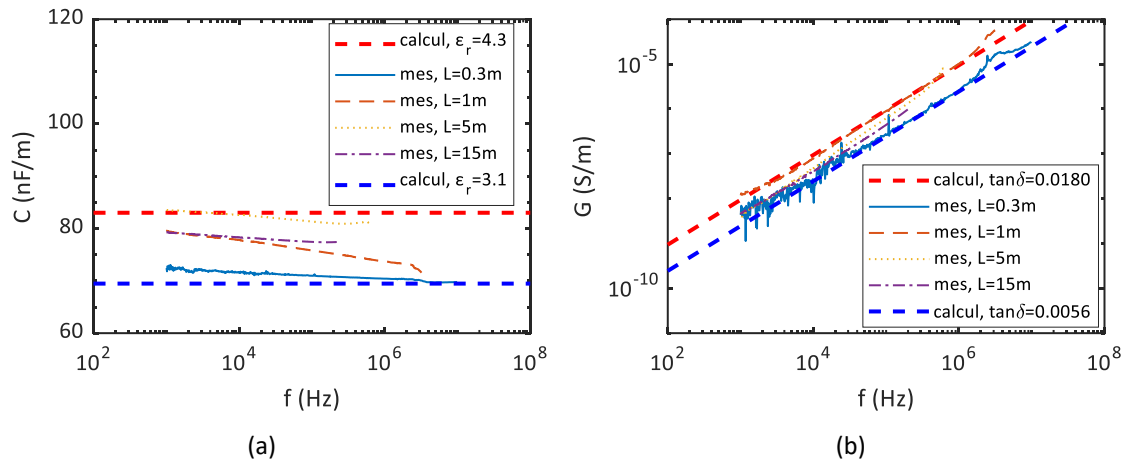 120
100
80
60
C (nF/m)
10^2
10^4
10^6
10^8
f (Hz)
calcul, ε_r=4.3
mes, L=0.3m
mes, L=1m
mes, L=5m
mes, L=15m
calcul, ε_r=3.1
(a)
10^-5
10^-10
G (S/m)
10^2
10^4
10^6
10^8
f (Hz)
calcul, tanδ=0.0180
mes, L=0.3m
mes, L=1m
mes, L=5m
mes, L=15m
calcul, tanδ=0.0056
(b)